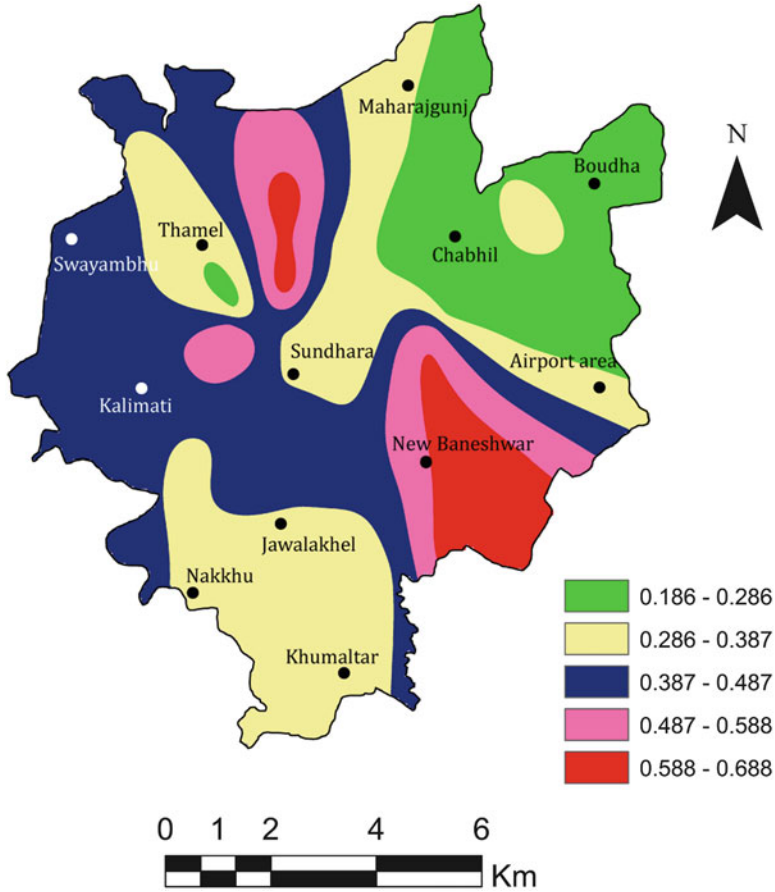 Maharajgunj
N
Boudha
Thamel
Chabhil
Swayambhu
Sundhara
Airport area
Kalimati
New Baneshwar
Jawalakhel
Nakkhu
0.186 - 0.286
0.286 - 0.387
Khumaltar
0.387 - 0.487
0.487 - 0.588
0.588 - 0.688
0 1 2 4 6
Km